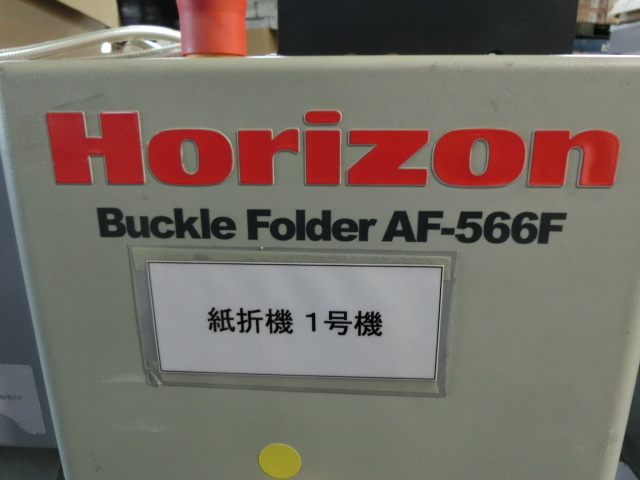 Horizon
Buckle Folder AF-566F
紙折機 1号機